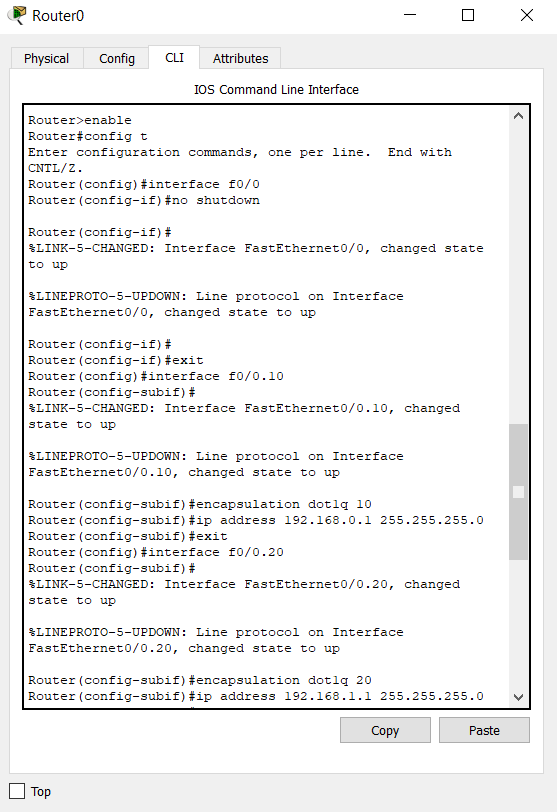 Router0
Physical Config CLI Attributes
IOS Command Line Interface
Router>enable
Router#config t
Enter configuration commands, one per line.  End with
CNTL/Z.
Router(config)#interface f0/0
Router(config-if)#no shutdown
Router(config-if)#
%LINK-5-CHANGED: Interface FastEthernet0/0, changed state
to up
%LINEPROTO-5-UPDOWN: Line protocol on Interface
FastEthernet0/0, changed state to up
Router(config-if)#
Router(config-if)#exit
Router(config)#interface f0/0.10
Router(config-subif)#
%LINK-5-CHANGED: Interface FastEthernet0/0.10, changed
state to up
%LINEPROTO-5-UPDOWN: Line protocol on Interface
FastEthernet0/0.10, changed state to up
Router(config-subif)#encapsulation dot1q 10
Router(config-subif)#ip address 192.168.0.1 255.255.255.0
Router(config-subif)#exit
Router(config)#interface f0/0.20
Router(config-subif)#
%LINK-5-CHANGED: Interface FastEthernet0/0.20, changed
state to up
%LINEPROTO-5-UPDOWN: Line protocol on Interface
FastEthernet0/0.20, changed state to up
Router(config-subif)#encapsulation dot1q 20
Router(config-subif)#ip address 192.168.1.1 255.255.255.0
Copy Paste
Top